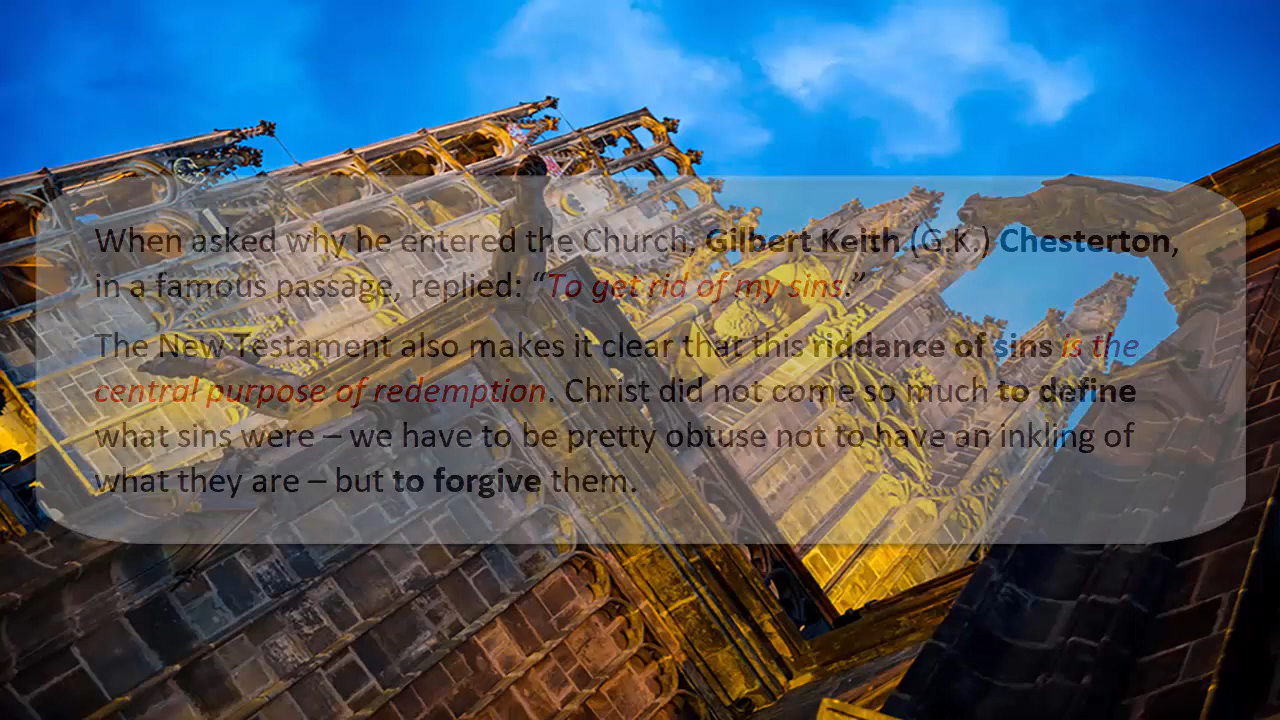 When asked why he entered the Church, Gilbert Keith (G.K.) Chesterton,
in a famous passage, replied: “To get rid of my sins.”
The New Testament also makes it clear that this riddance of sins is the
central purpose of redemption. Christ did not come so much to define
what sins were – we have to be pretty obtuse not to have an inkling of
what they are – but to forgive them.